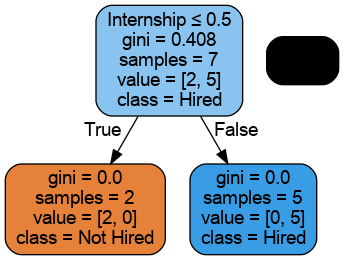 Internship ≤ 0.5
gini = 0.408
samples = 7
value = [2, 5]
class = Hired
True
False
gini = 0.0
samples = 2
value = [2, 0]
class = Not Hired
gini = 0.0
samples = 5
value = [0, 5]
class = Hired